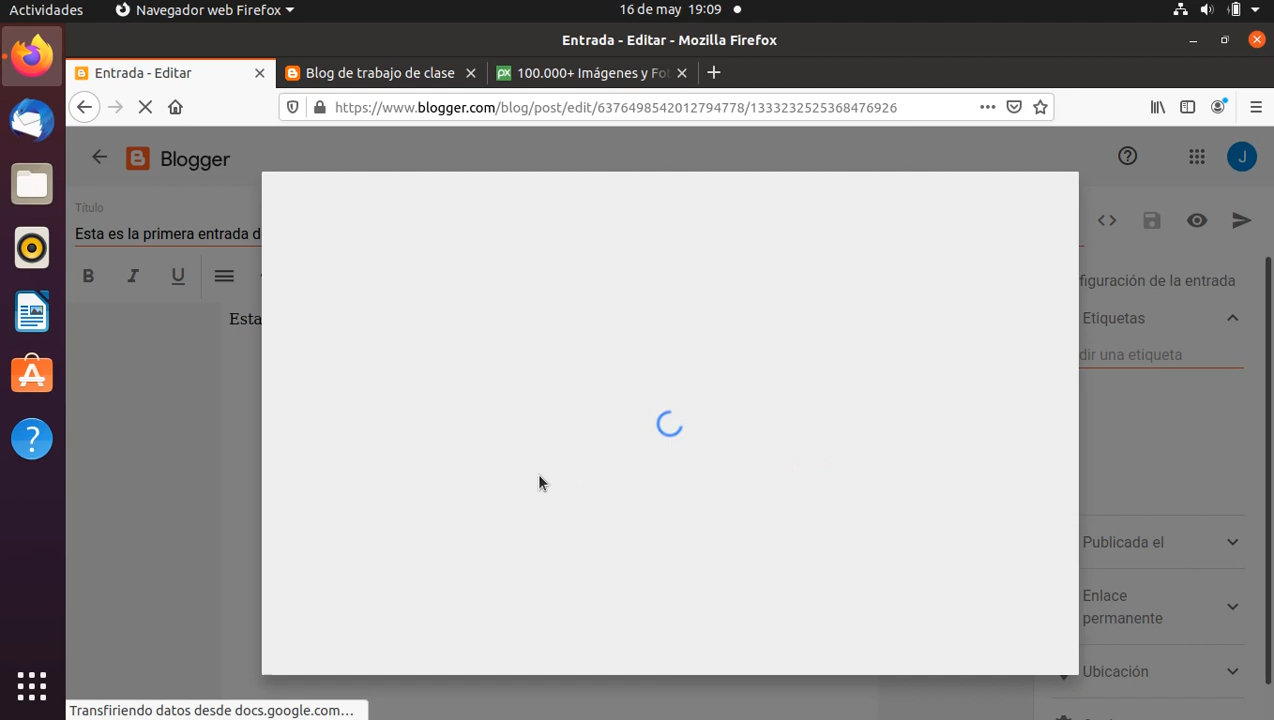 Actividades
Navegador web Firefox
16 de may 19:09
Entrada - Editar - Mozilla Firefox
Entrada - Editar
Blog de trabajo de clase
px
100.000+ Imágenes y Fot
https://www.blogger.com/blog/post/edit/6376498542012794778/1333232525368476926
Blogger
J
Título
Esta es la primera entrada d
B I U
figuración de la entrada
Esta
Etiquetas
dir una etiqueta
Publicada el
Enlace
permanente
Ubicación
Transfiriendo datos desde docs.google.com…